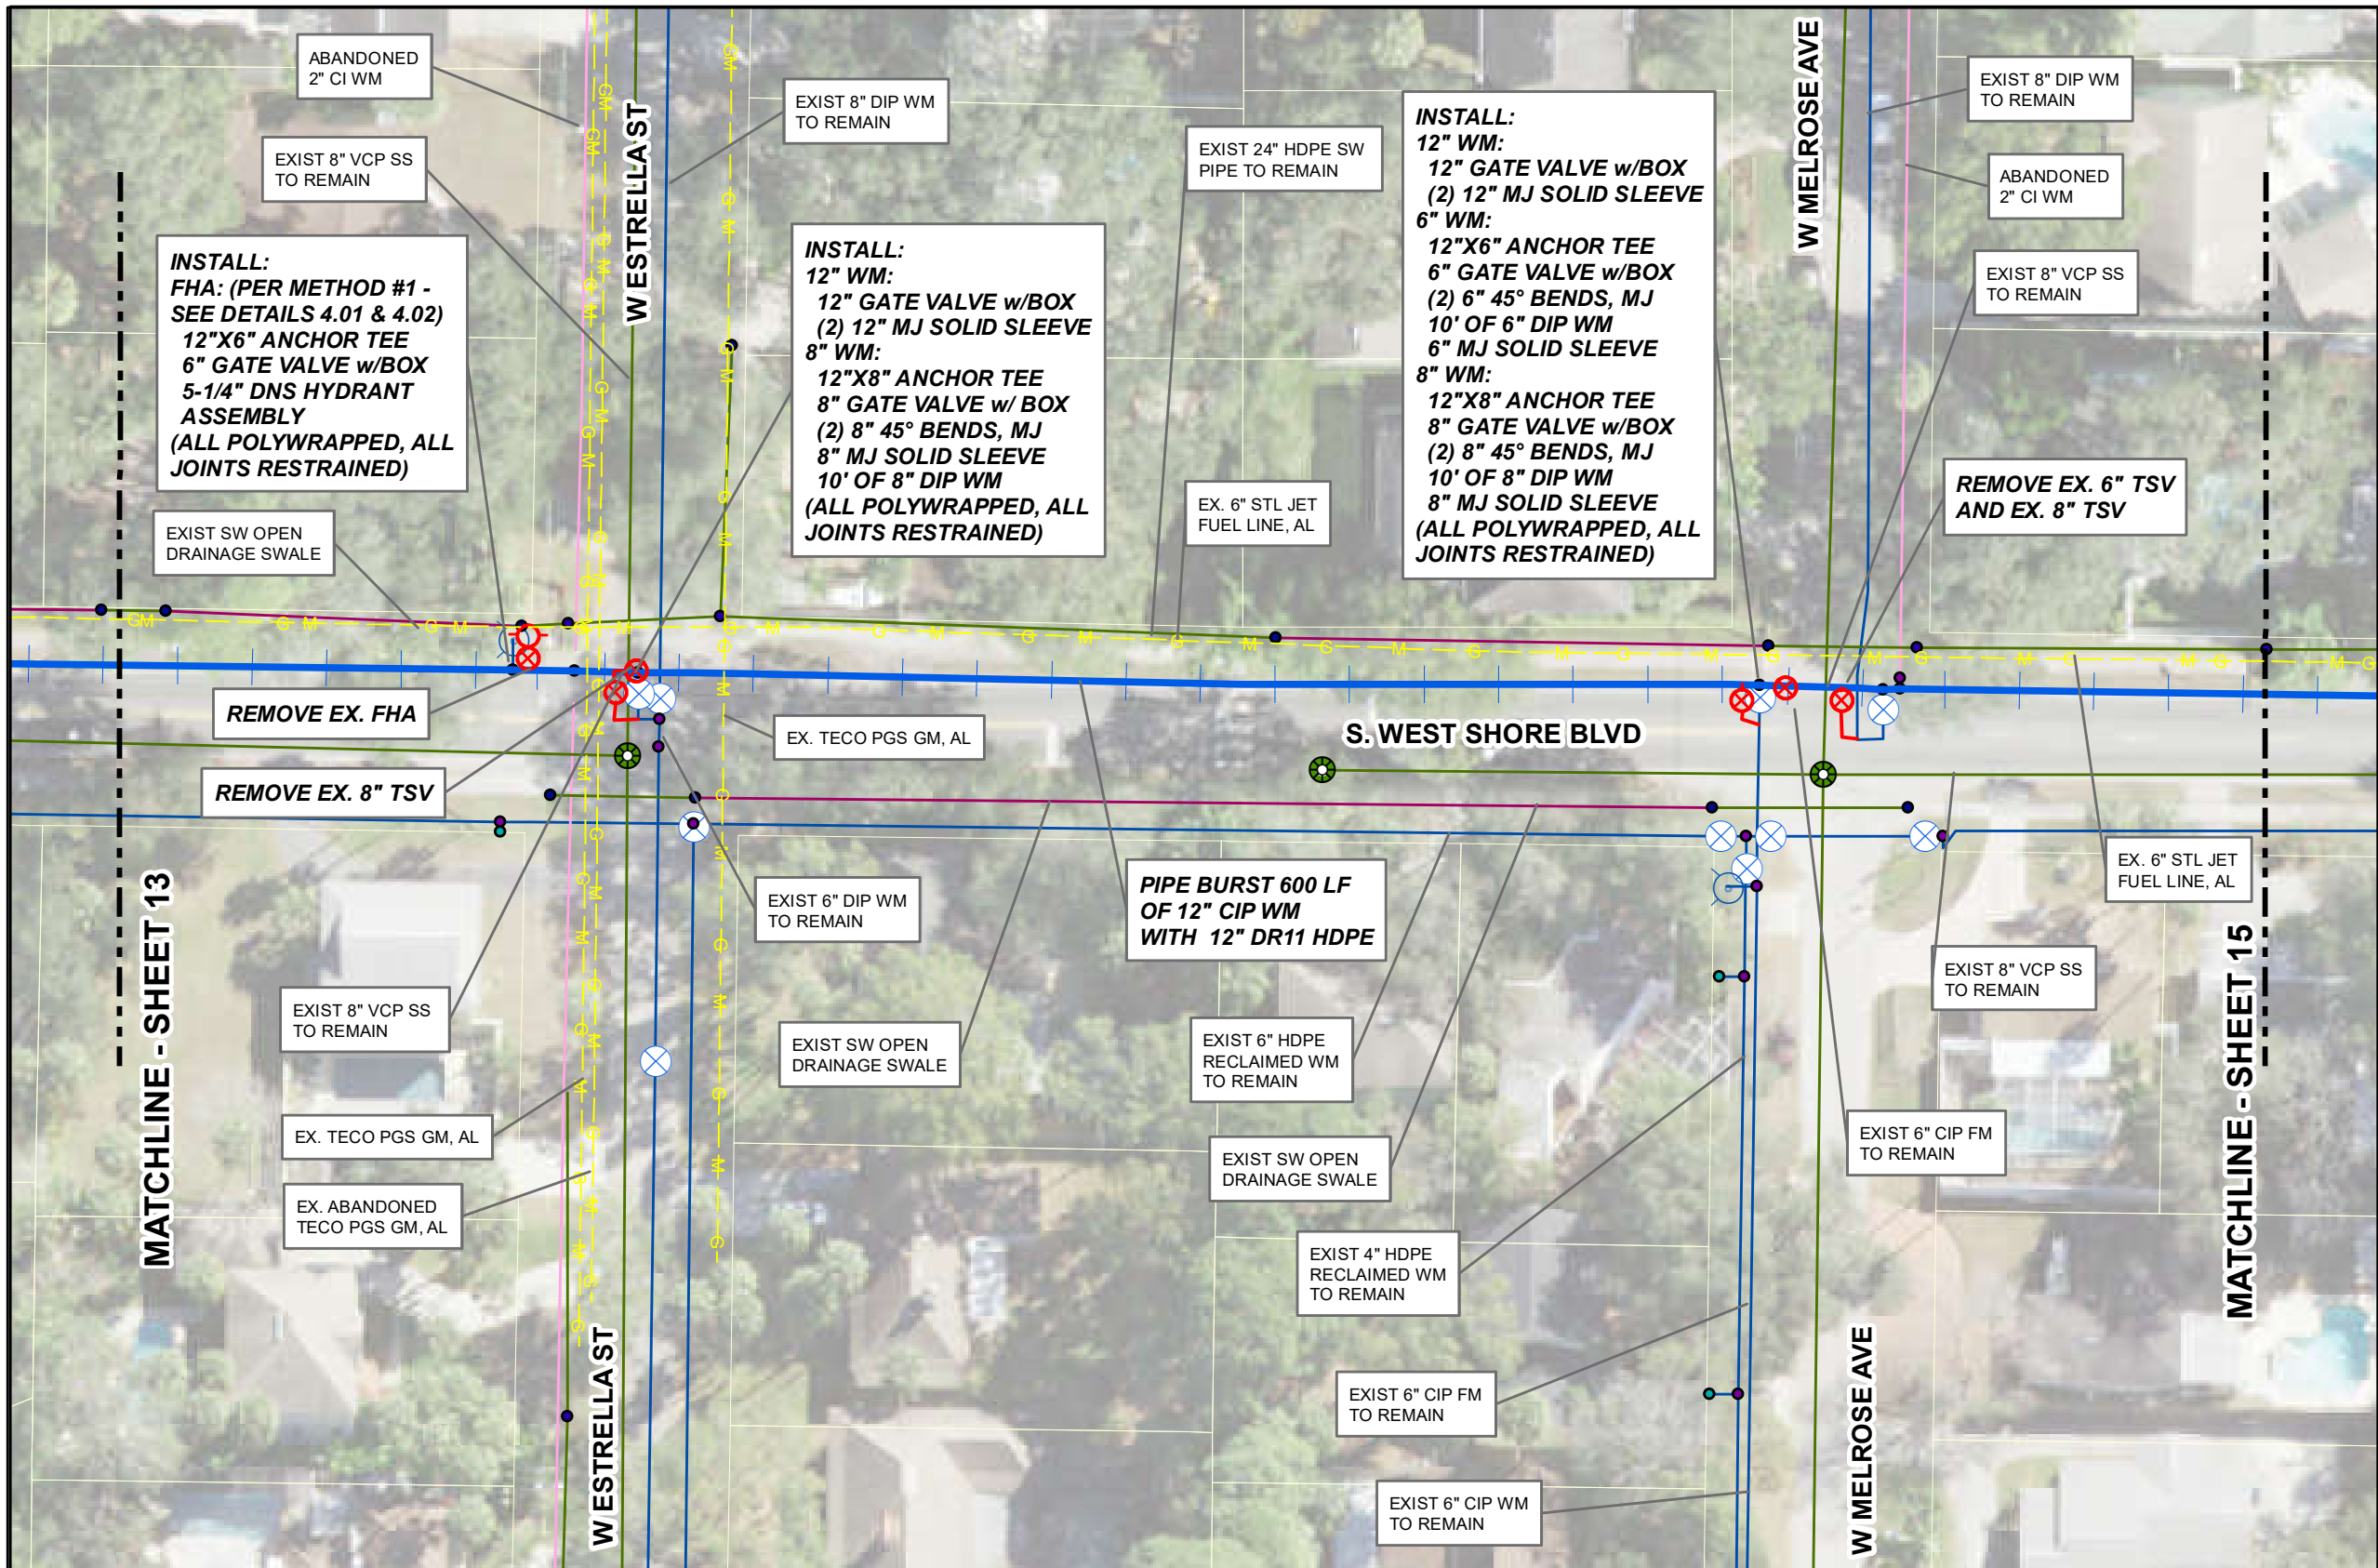 ABANDONED
2" CI WM
EXIST 8" VCP SS
TO REMAIN
W ESTRELLA ST
EXIST 8" DIP WM
TO REMAIN
EXIST 24" HDPE SW
PIPE TO REMAIN
INSTALL:
FHA: (PER METHOD #1 -
SEE DETAILS 4.01 & 4.02)
12"X6" ANCHOR TEE
6" GATE VALVE w/BOX
5-1/4" DNS HYDRANT
ASSEMBLY
(ALL POLYWRAPPED, ALL
JOINTS RESTRAINED)
INSTALL:
12" WM:
12" GATE VALVE w/BOX
(2) 12" MJ SOLID SLEEVE
8" WM:
12"X8" ANCHOR TEE
8" GATE VALVE w/ BOX
(2) 8" 45° BENDS, MJ
8" MJ SOLID SLEEVE
10' OF 8" DIP WM
(ALL POLYWRAPPED, ALL
JOINTS RESTRAINED)
INSTALL:
12" WM:
12" GATE VALVE w/BOX
(2) 12" MJ SOLID SLEEVE
6" WM:
12"X6" ANCHOR TEE
6" GATE VALVE w/BOX
(2) 6" 45° BENDS, MJ
10' OF 6" DIP WM
6" MJ SOLID SLEEVE
8" WM:
12"X8" ANCHOR TEE
8" GATE VALVE w/BOX
(2) 8" 45° BENDS, MJ
10' OF 8" DIP WM
8" MJ SOLID SLEEVE
(ALL POLYWRAPPED, ALL
JOINTS RESTRAINED)
W MELROSE AVE
EXIST 8" DIP WM
TO REMAIN
ABANDONED
2" CI WM
EXIST 8" VCP SS
TO REMAIN
REMOVE EX. 6" TSV
AND EX. 8" TSV
EXIST SW OPEN
DRAINAGE SWALE
EX. 6" STL JET
FUEL LINE, AL
REMOVE EX. FHA
EX. TECO PGS GM, AL
S. WEST SHORE BLVD
REMOVE EX. 8" TSV
EXIST 6" DIP WM
TO REMAIN
PIPE BURST 600 LF
OF 12" CIP WM
WITH 12" DR11 HDPE
EX. 6" STL JET
FUEL LINE, AL
MATCHLINE - SHEET 13
EXIST 8" VCP SS
TO REMAIN
EXIST SW OPEN
DRAINAGE SWALE
EXIST 6" HDPE
RECLAIMED WM
TO REMAIN
EXIST 8" VCP SS
TO REMAIN
MATCHLINE - SHEET 15
EX. TECO PGS GM, AL
EXIST SW OPEN
DRAINAGE SWALE
EXIST 6" CIP FM
TO REMAIN
EX. ABANDONED
TECO PGS GM, AL
EXIST 4" HDPE
RECLAIMED WM
TO REMAIN
W ESTRELLA ST
EXIST 6" CIP FM
TO REMAIN
W MELROSE AVE
EXIST 6" CIP WM
TO REMAIN